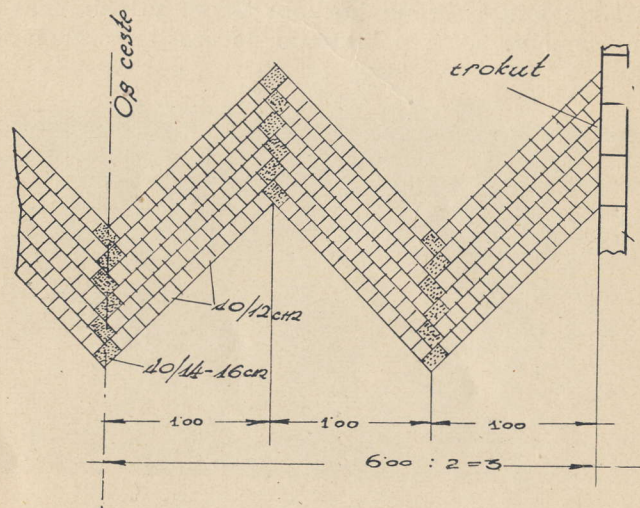 Os ceste
trokut
10/12cm
10/14-16cm
1'00
1'00
1'00
6'00 : 2 = 3